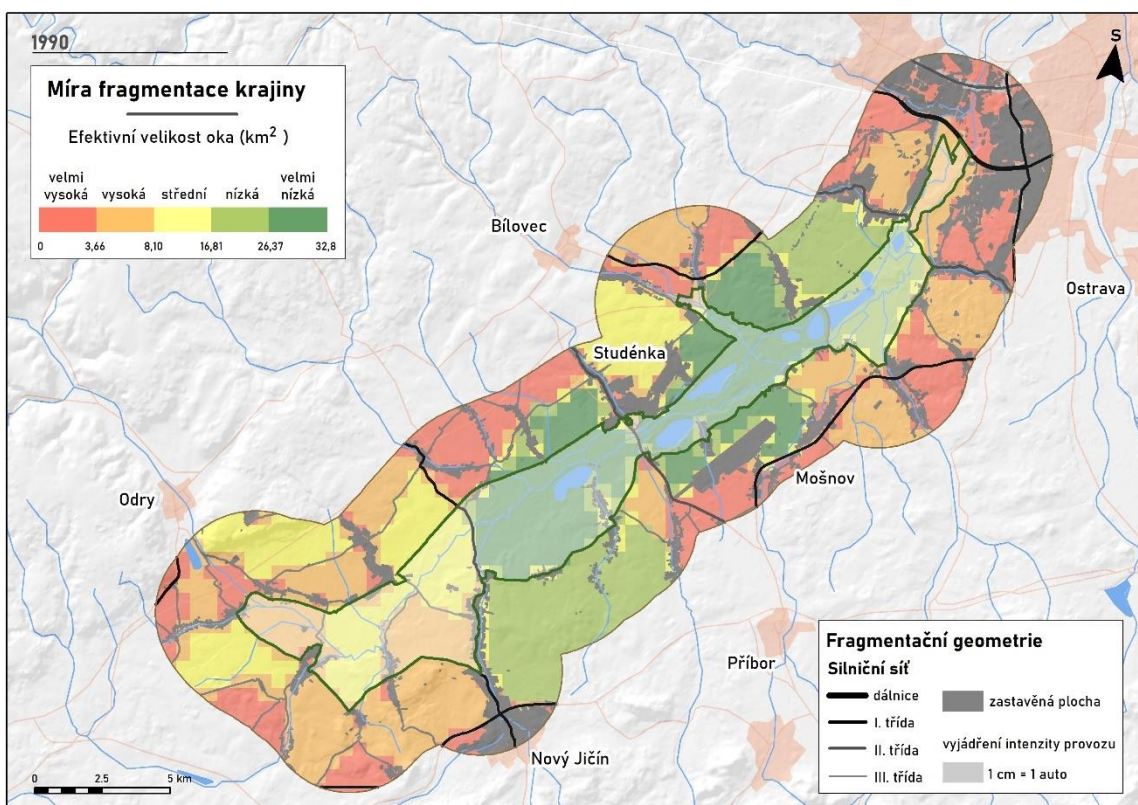 1990
Míra fragmentace krajiny
Efektivní velikost oka (km²)
velmi vysoká
vysoká
střední
nízká
velmi nízká
0 3,66 8,10 16,81 26,37 32,8
S
Bílovec
Ostrava
Studénka
Mošnov
Odry
Příbor
Nový Jičín
0 2.5 5 km
Fragmentační geometrie
Silniční síť
dálnice
I. třída
II. třída
III. třída
zastavěná plocha
vyjádření intenzity provozu
1 cm = 1 auto